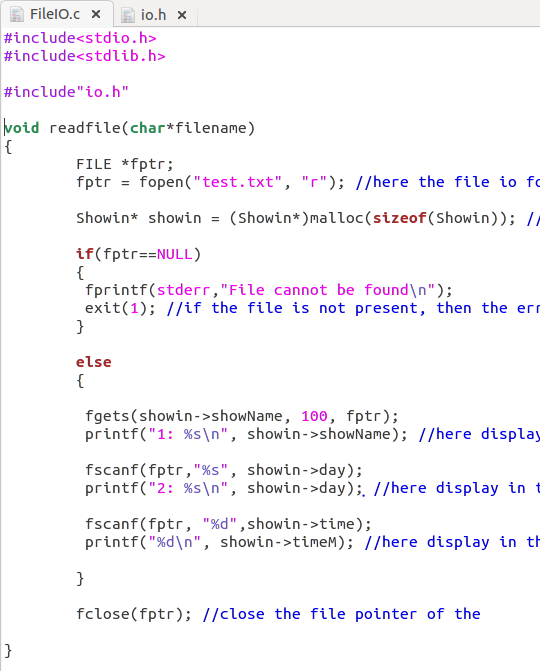 FileIO.c × io.h ×
#include<stdio.h>
#include<stdlib.h>
#include"io.h"
void readfile(char*filename)
{
FILE *fptr;
fptr = fopen("test.txt", "r"); //here the file io fo
Showin* showin = (Showin*)malloc(sizeof(Showin)); //
if(fptr==NULL)
{
fprintf(stderr,"File cannot be found\n");
exit(1); //if the file is not present, then the err
}
else
{
fgets(showin->showName, 100, fptr);
printf("1: %s\n", showin->showName); //here display
fscanf(fptr,"%s", showin->day);
printf("2: %s\n", showin->day); //here display in t
fscanf(fptr, "%d",showin->time);
printf("%d\n", showin->timeM); //here display in th
}
fclose(fptr); //close the file pointer of the
}